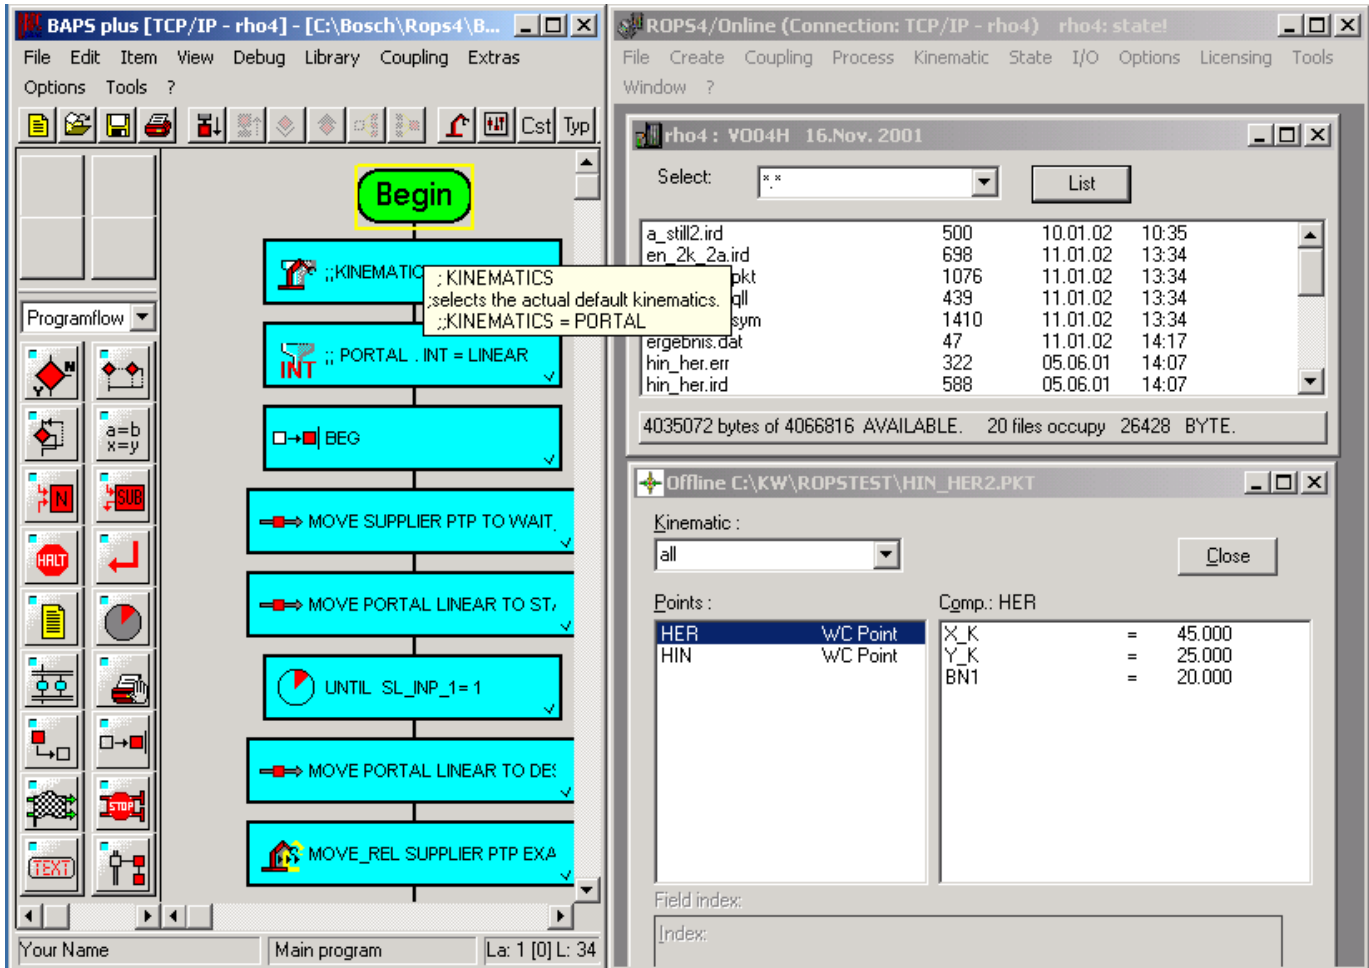 BAPS plus [TCP/IP - rho4] - [C:\Bosch\Rops4\B...
File Edit Item View Debug Library Coupling Extras
Options Tools ?
Cst Typ
Programflow
N
Y
a=b
x=y
N
SUB
HALT
STOP
TEXT
Begin
;;KINEMATIC
; KINEMATICS
;selects the actual default kinematics.
;;KINEMATICS = PORTAL
INT
;; PORTAL . INT = LINEAR
BEG
MOVE SUPPLIER PTP TO WAIT_
MOVE PORTAL LINEAR TO ST
UNTIL SL_INP_1= 1
MOVE PORTAL LINEAR TO DES
MOVE_REL SUPPLIER PTP EXA
Your Name
Main program
La: 1 [0] L: 34
ROPS4/Online (Connection: TCP/IP - rho4) rho4: state!
File Create Coupling Process Kinematic State I/O Options Licensing Tools
Window ?
rho4 : VO04H 16.Nov. 2001
Select: *.* List
a_still2.ird 500 10.01.02 10:35
en_2k_2a.ird 698 11.01.02 13:34
pkt 1076 11.01.02 13:34
qll 439 11.01.02 13:34
sym 1410 11.01.02 13:34
ergebnis.dat 47 11.01.02 14:17
hin_her.err 322 05.06.01 14:07
hin_her.ird 588 05.06.01 14:07
4035072 bytes of 4066816 AVAILABLE. 20 files occupy 26428 BYTE.
Offline C:\KW\ROPSTEST\HIN_HER2.PKT
Kinematic :
all Close
Points : Comp.: HER
HER WC Point
HIN WC Point
X_K = 45.000
Y_K = 25.000
BN1 = 20.000
Field index:
Index: